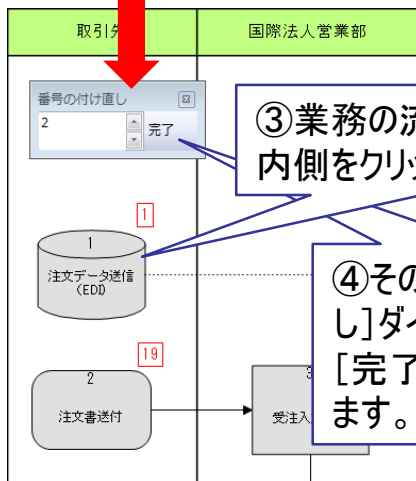 取引先
国際法人営業部
番号の付け直し
2
完了
③業務の流
内側をクリッ
1
1
注文データ送信
(EDI)
④その
し]ダイ
[完了
ます。
19
2
注文書送付
3
受注入